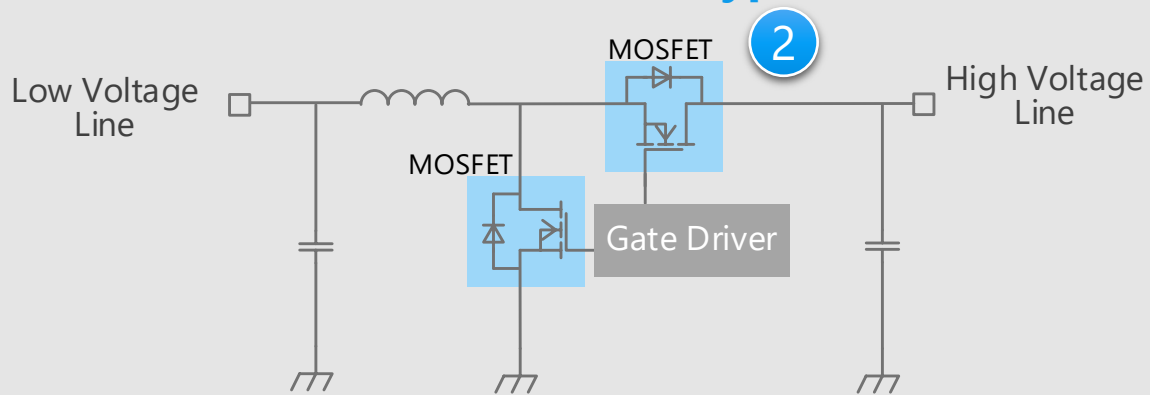 2
MOSFET
Low Voltage
Line
High Voltage
Line
MOSFET
Gate Driver